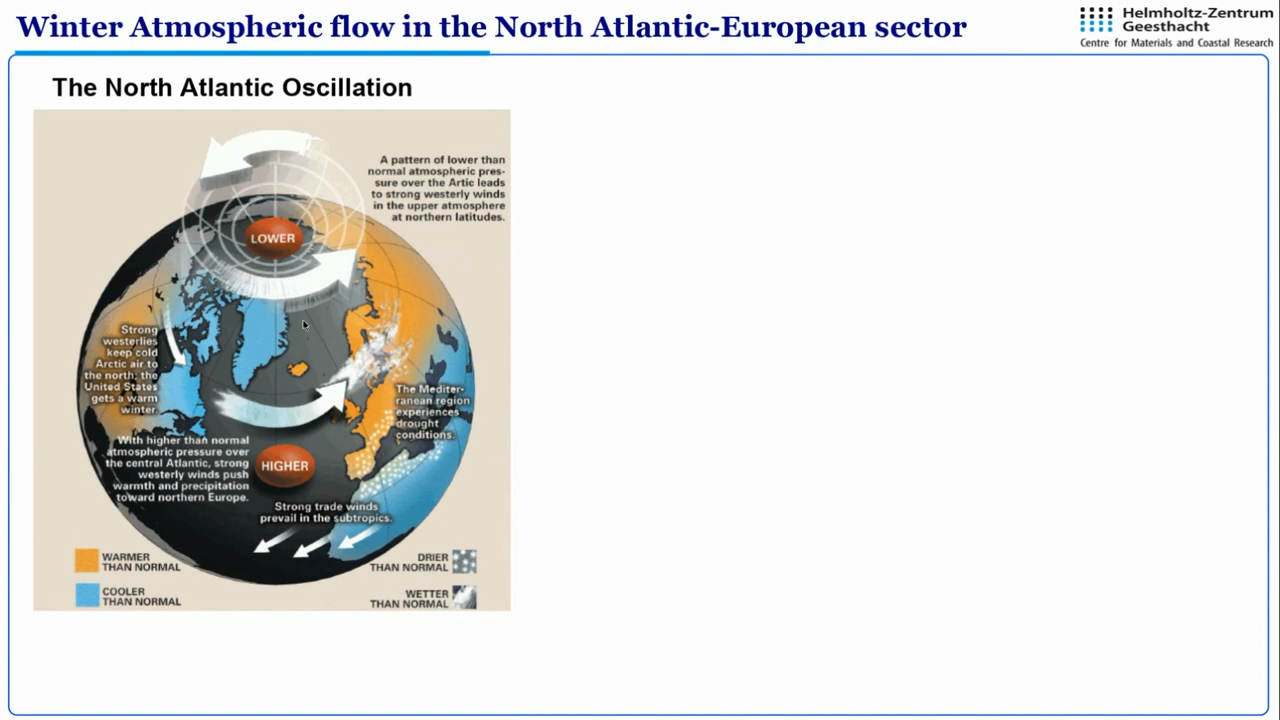 Winter Atmospheric flow in the North Atlantic-European sector
Helmholtz-Zentrum
Geesthacht
Centre for Materials and Coastal Research
The North Atlantic Oscillation
A pattern of lower than
normal atmospheric pres-
sure over the Artic leads
to strong westerly winds
in the upper atmosphere
at northern latitudes.
LOWER
Strong
westerlies
keep cold
Arctic air to
the north; the
United States
gets a warm
winter.
The Mediter-
ranean region
experiences
drought
conditions.
With higher than normal
atmospheric pressure over
the central Atlantic, strong
westerly winds push
warmth and precipitation
toward northern Europe.
HIGHER
Strong trade winds
prevail in the subtropics.
WARMER
THAN NORMAL
DRIER
THAN NORMAL
COOLER
THAN NORMAL
WETTER
THAN NORMAL